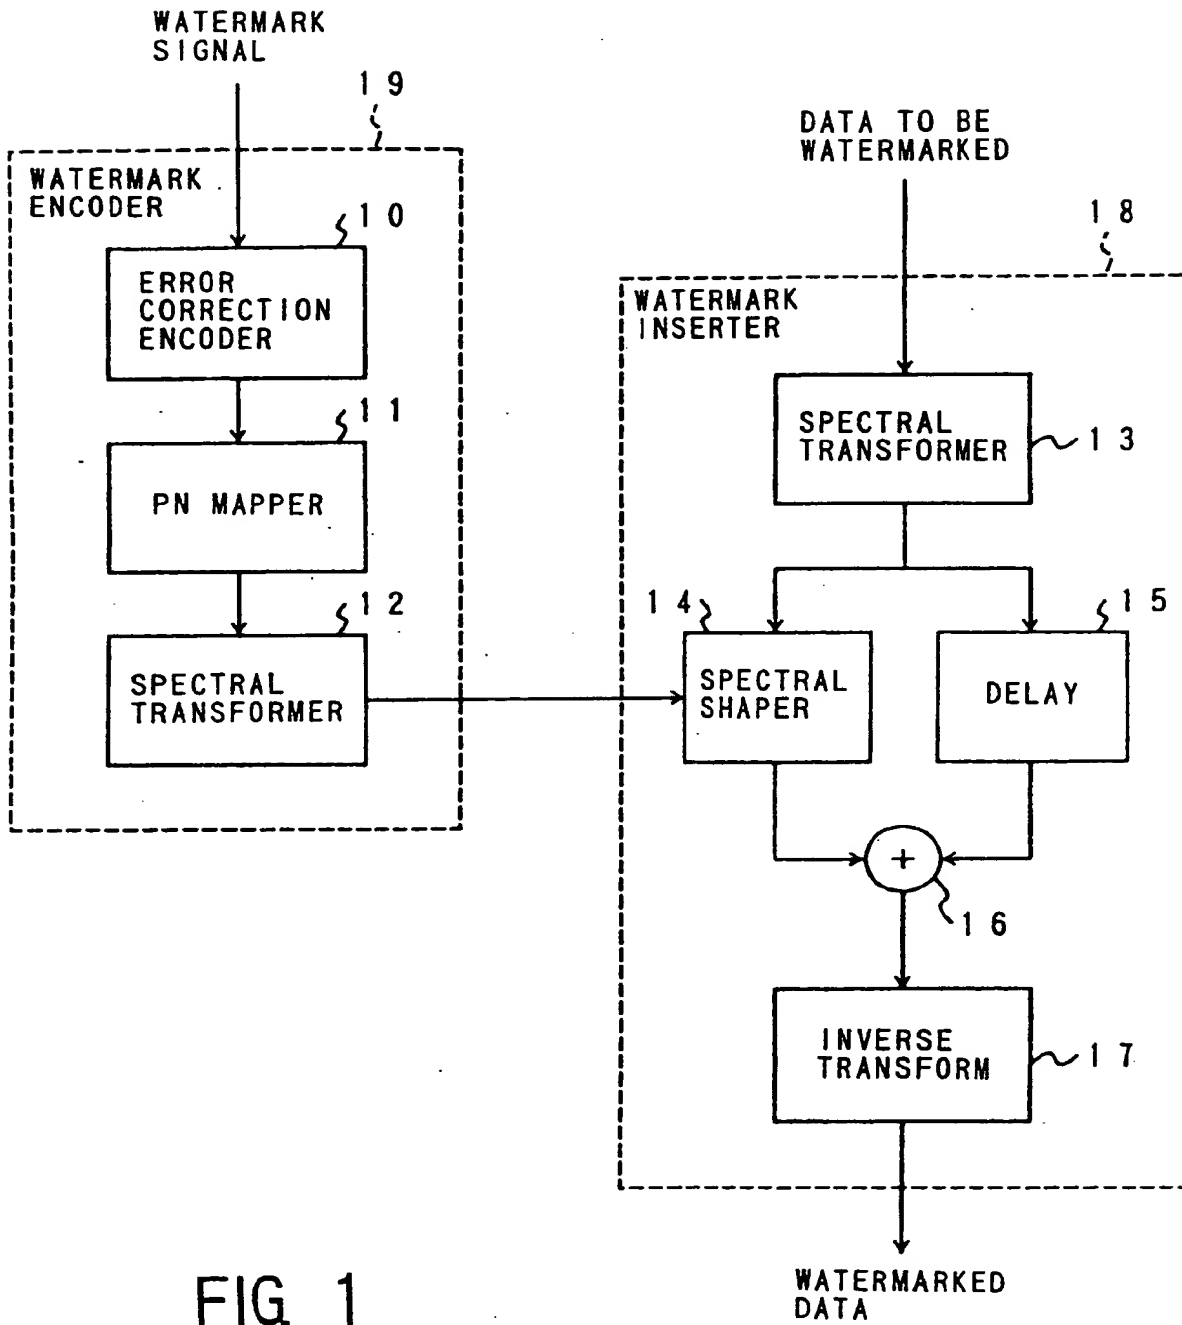 WATERMARK
SIGNAL
19
WATERMARK
ENCODER
10
ERROR
CORRECTION
ENCODER
11
PN MAPPER
12
SPECTRAL
TRANSFORMER
DATA TO BE
WATERMARKED
18
WATERMARK
INSERTER
SPECTRAL
TRANSFORMER
13
14
SPECTRAL
SHAPER
15
DELAY
+
16
INVERSE
TRANSFORM
17
WATERMARKED
DATA
FIG. 1